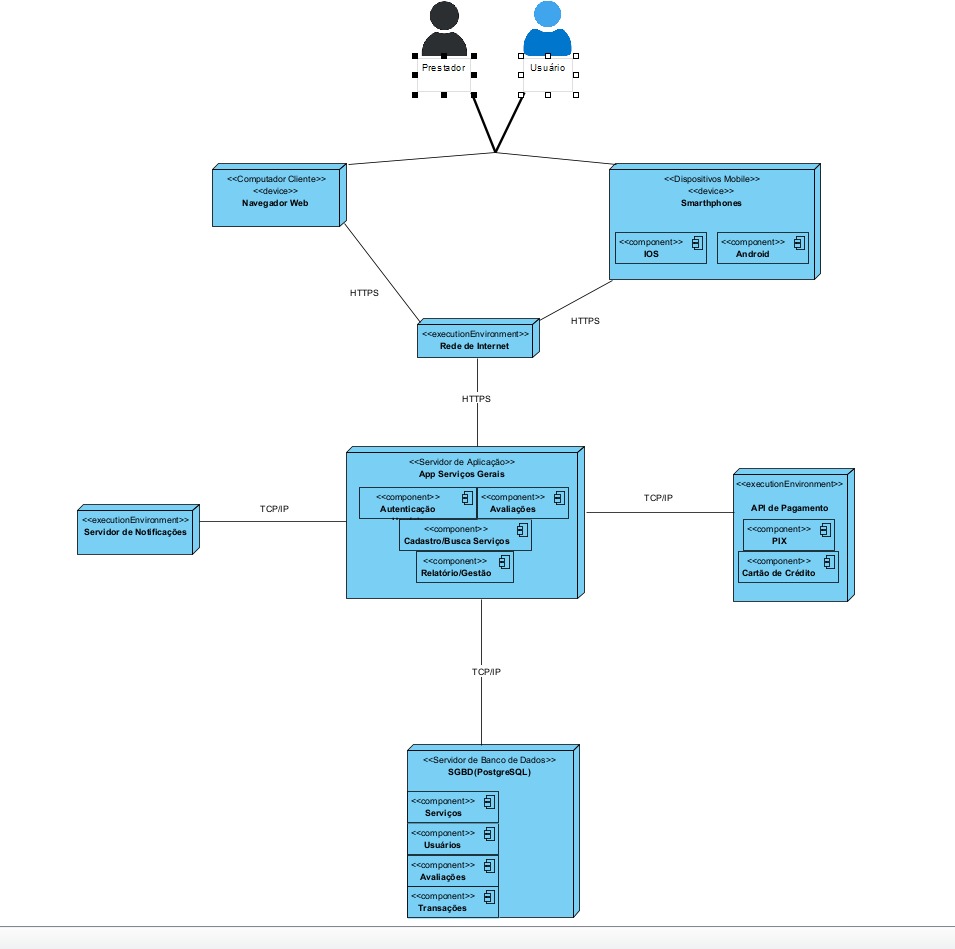 Prestador
Usuário
<<Computador Cliente>>
<<device>>
Navegador Web
<<Dispositivos Mobile>>
<<device>>
Smarthphones
<<component>>
IOS
<<component>>
Android
HTTPS
HTTPS
<<executionEnvironment>>
Rede de Internet
HTTPS
<<Servidor de Aplicação>>
App Serviços Gerais
<<component>>
Autenticação
<<component>>
Avaliações
<<component>>
Cadastro/Busca Serviços
<<component>>
Relatório/Gestão
TCP/IP
<<executionEnvironment>>
Servidor de Notificações
TCP/IP
<<executionEnvironment>>
API de Pagamento
<<component>>
PIX
<<component>>
Cartão de Crédito
TCP/IP
<<Servidor de Banco de Dados>>
SGBD(PostgreSQL)
<<component>>
Serviços
<<component>>
Usuários
<<component>>
Avaliações
<<component>>
Transações